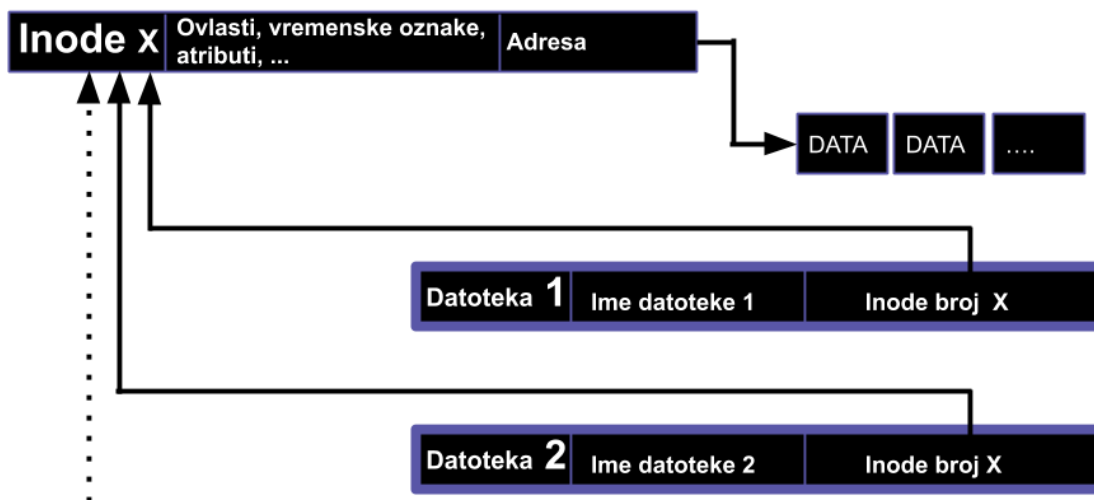 Inode x
Ovlasti, vremenske oznake,
atributi, ...
Adresa
DATA
DATA
....
Datoteka 1
Ime datoteke 1
Inode broj X
Datoteka 2
Ime datoteke 2
Inode broj X